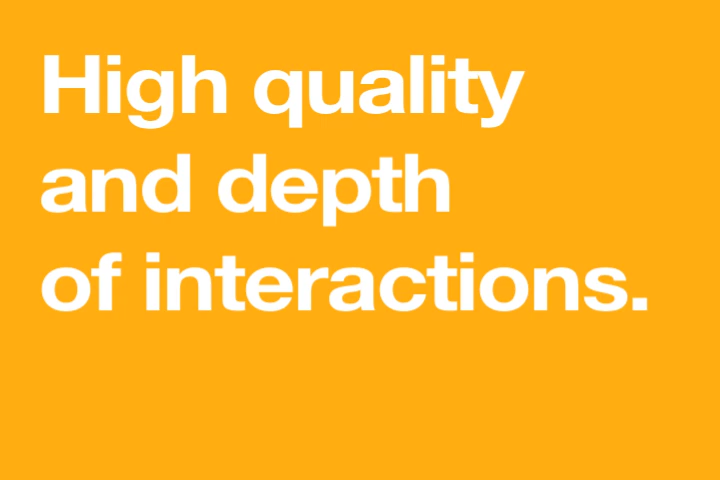 High quality
and depth
of interactions.